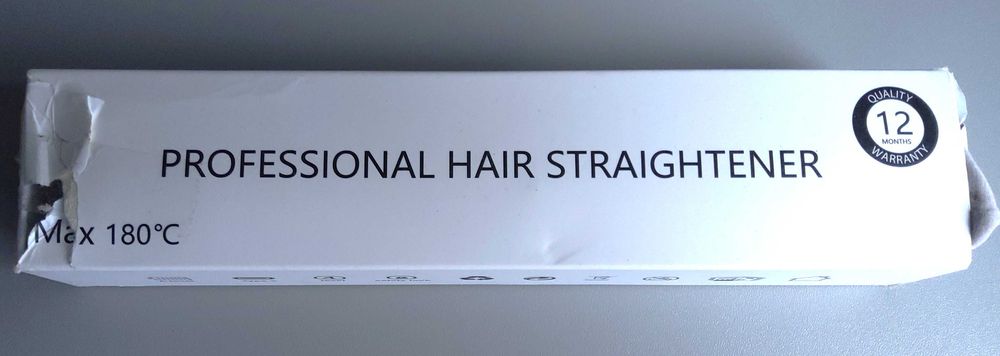 QUALITY
12
MONTHS
WARRANTY
PROFESSIONAL HAIR STRAIGHTENER
Max 180℃